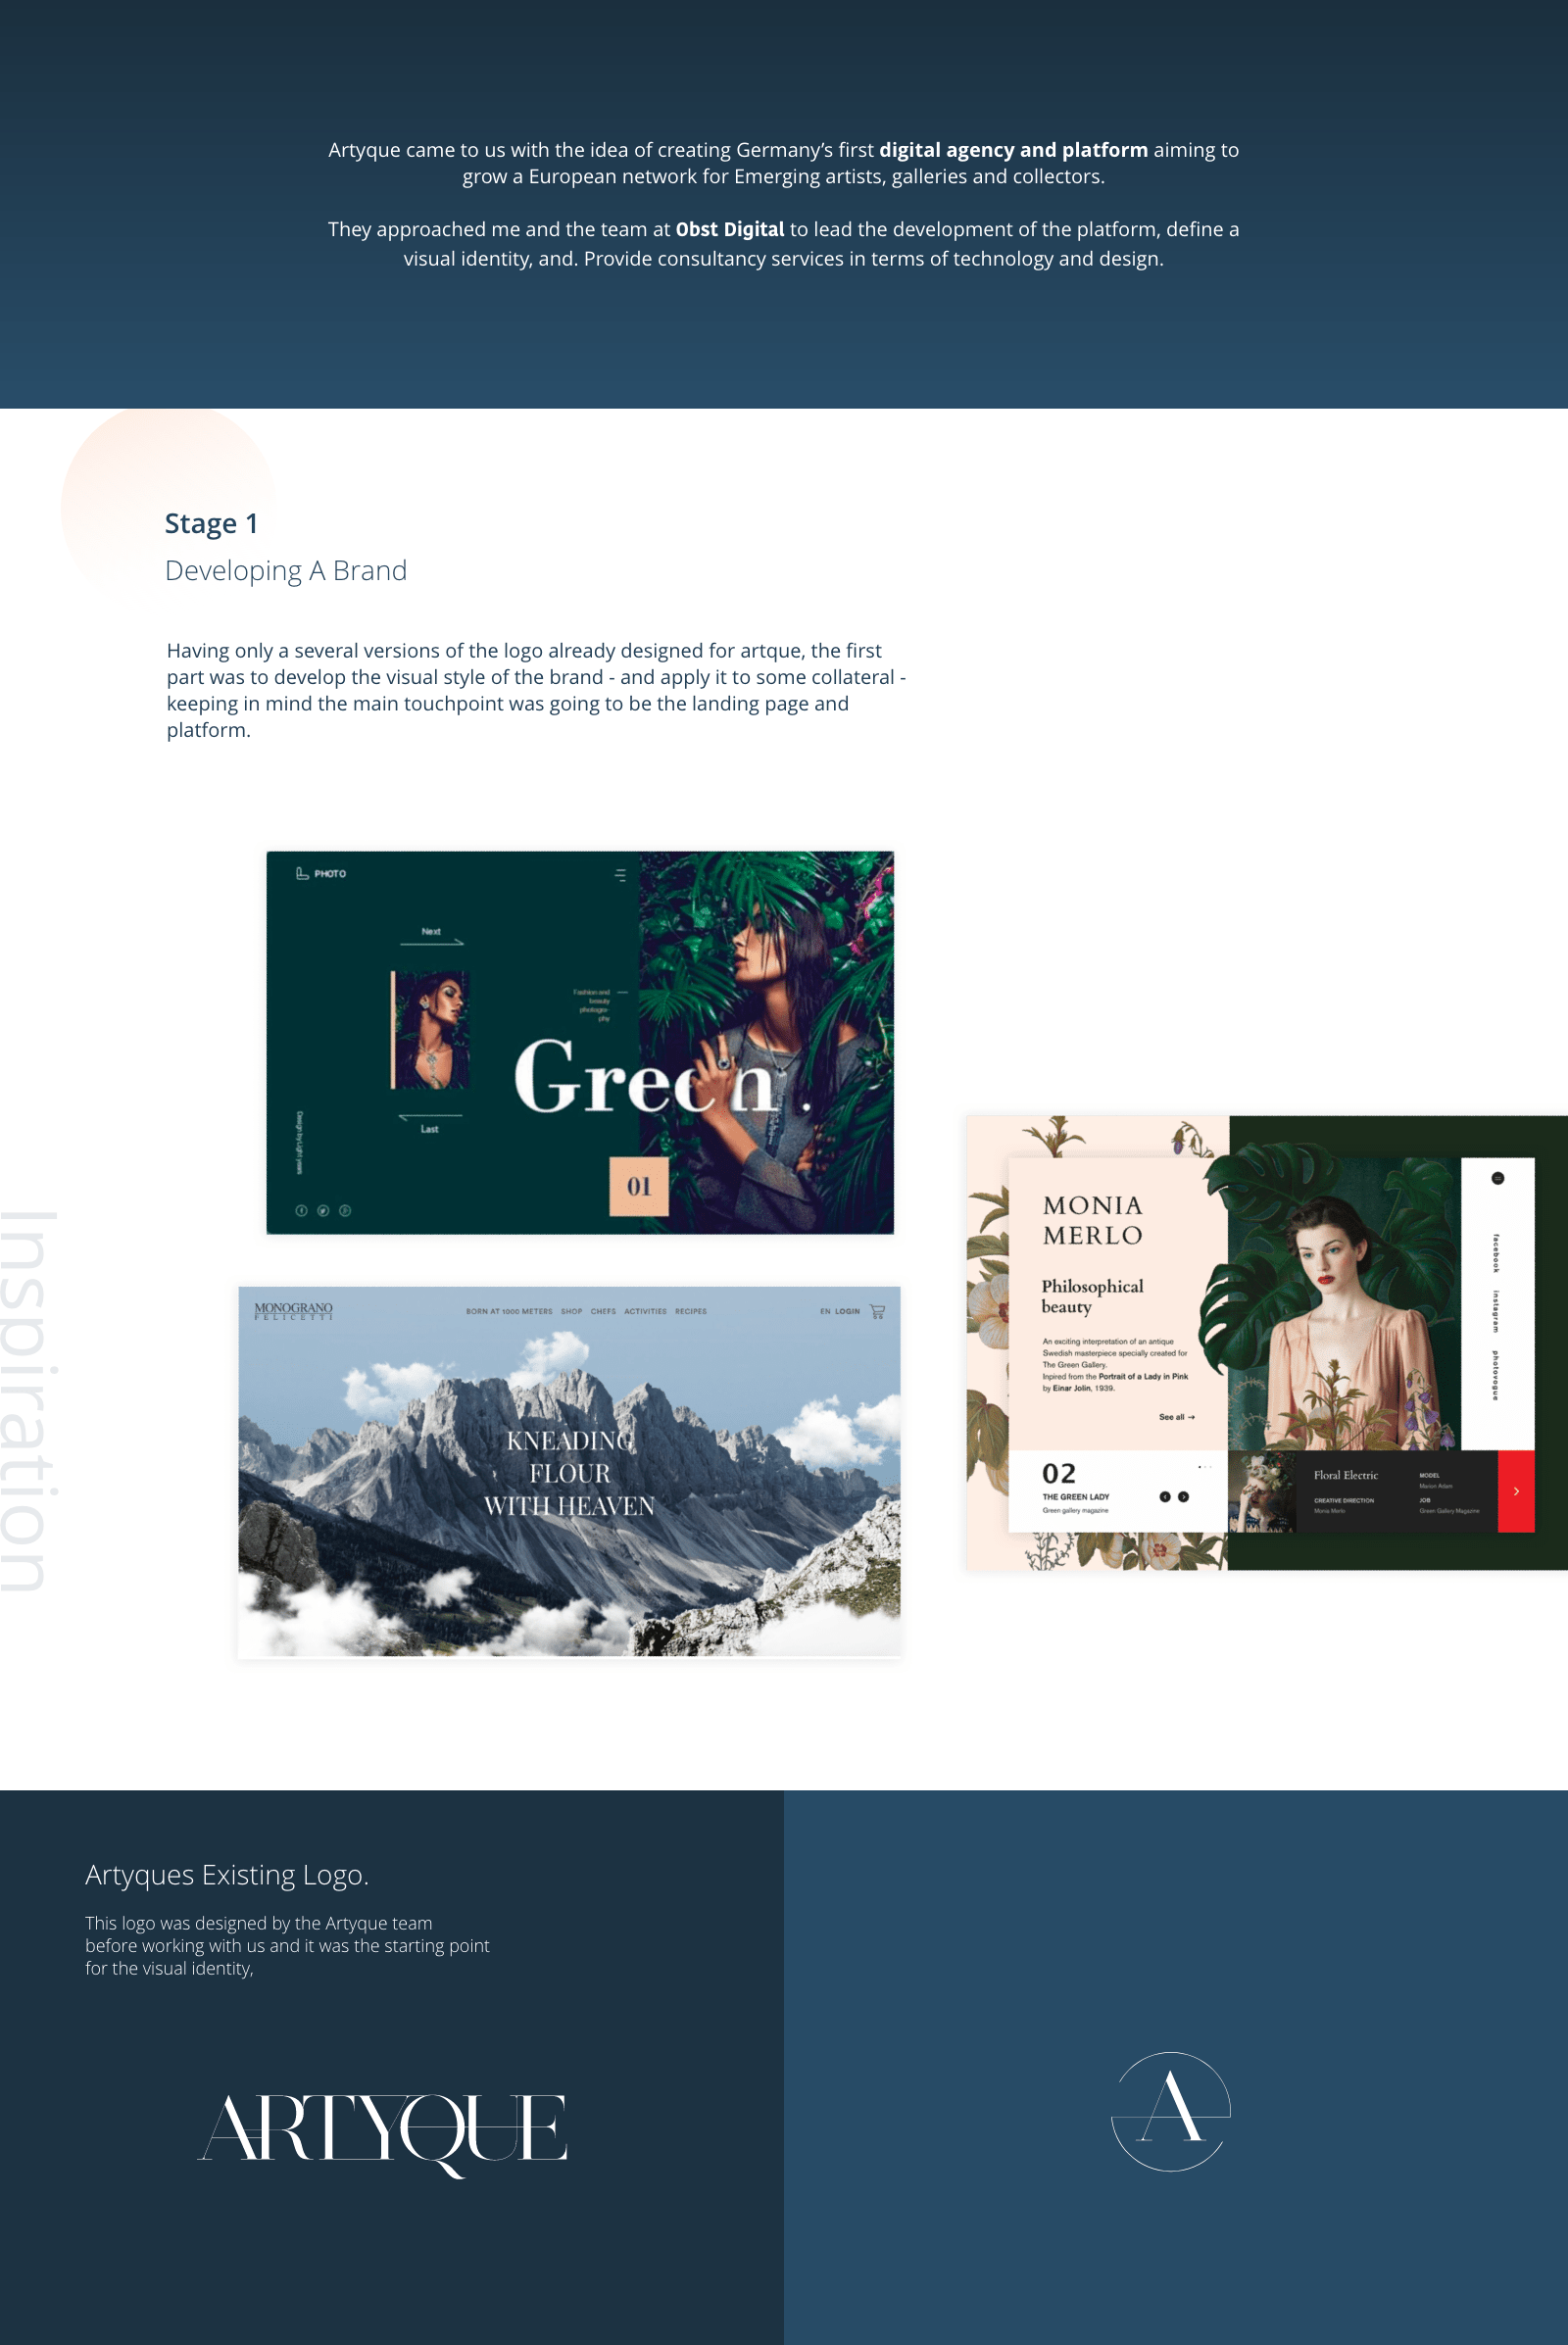 Artyque came to us with the idea of creating Germany’s first digital agency and platform aiming to
grow a European network for Emerging artists, galleries and collectors.
They approached me and the team at Obst Digital to lead the development of the platform, define a
visual identity, and. Provide consultancy services in terms of technology and design.
Stage 1
Developing A Brand
Having only a several versions of the logo already designed for artque, the first
part was to develop the visual style of the brand - and apply it to some collateral -
keeping in mind the main touchpoint was going to be the landing page and
platform.
Inspiration
PHOTO
Next
Fashion and
beauty
photogra-
phy
Green.
Last
Design by Light years
01
MONOGRANO
FELICETTI
BORN AT 1000 METERS SHOP CHEFS ACTIVITIES RECIPES
EN LOGIN
KNEADING
FLOUR
WITH HEAVEN
MONIA
MERLO
Philosophical
beauty
An exciting interpretation of an antique
Swedish masterpiece specially created for
The Green Gallery.
Inpired from the Portrait of a Lady in Pink
by Einar Jolin, 1939.
See all →
facebook instagram photovogue
02
THE GREEN LADY
Green gallery magazine
Floral Electric
CREATIVE DIRECTION
Monia Merlo
MODEL
Marion Adam
JOB
Green Gallery Magazine
Artyques Existing Logo.
This logo was designed by the Artyque team
before working with us and it was the starting point
for the visual identity,
ARTYQUE
A